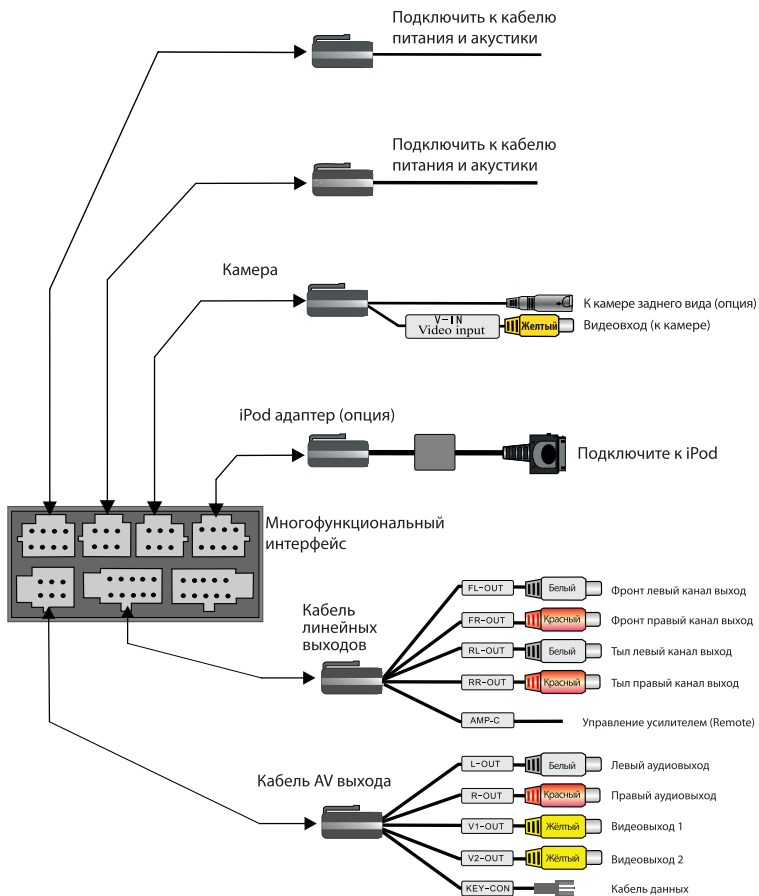 Подключить к кабелю
питания и акустики
Подключить к кабелю
питания и акустики
Камера
К камере заднего вида (опция)
V-IN
Video input
Желтый
Видеовход (к камере)
iPod адаптер (опция)
Подключите к iPod
Многофункциональный
интерфейс
Кабель
линейных
выходов
FL-OUT
Белый
Фронт левый канал выход
FR-OUT
Красный
Фронт правый канал выход
RL-OUT
Белый
Тыл левый канал выход
RR-OUT
Красный
Тыл правый канал выход
AMP-C
Управление усилителем (Remote)
Кабель AV выхода
L-OUT
Белый
Левый аудиовыход
R-OUT
Красный
Правый аудиовыход
V1-OUT
Жёлтый
Видеовыход 1
V2-OUT
Жёлтый
Видеовыход 2
KEY-CON
Кабель данных